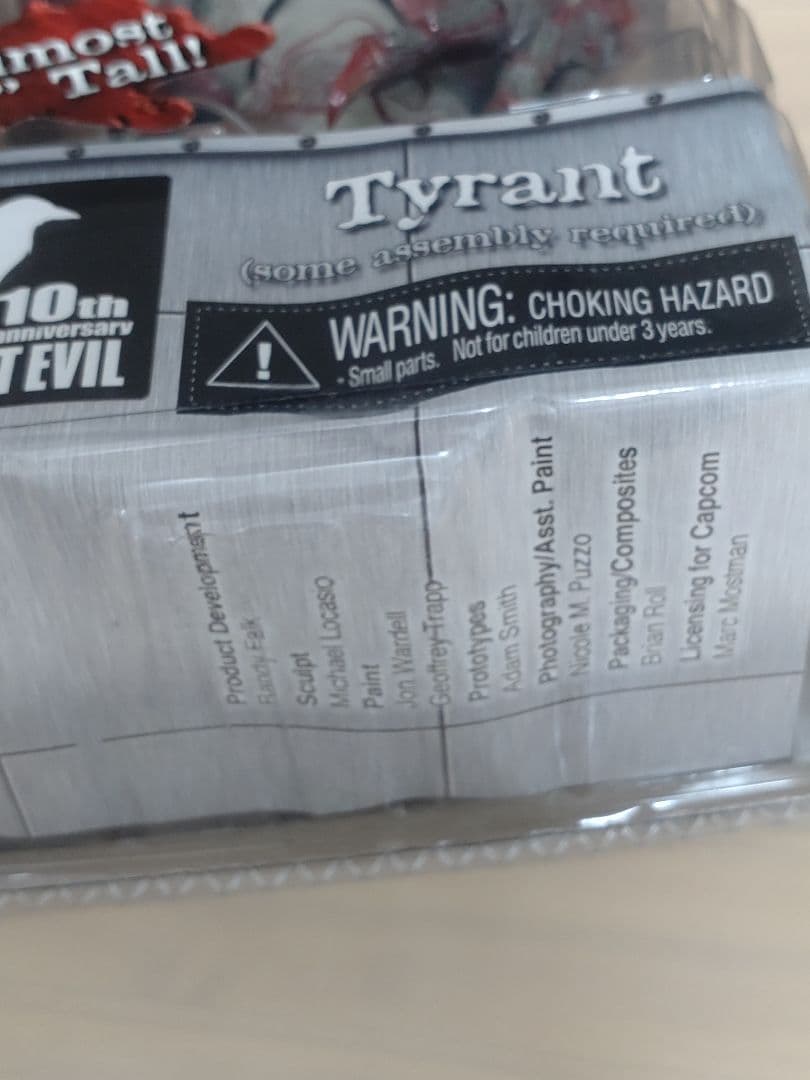 most
Tall!
Tyrant
(some assembly required)
10th
anniversary
T EVIL
WARNING: CHOKING HAZARD
• Small parts. Not for children under 3 years.
Product Development
Randy Falk
Sculpt
Michael Locasio
Paint
Jon Wardell
Geoffrey Trapp
Prototypes
Adam Smith
Photography/Asst. Paint
Nicole M. Puzzo
Packaging/Composites
Brian Roll
Licensing for Capcom
Marc Mostman